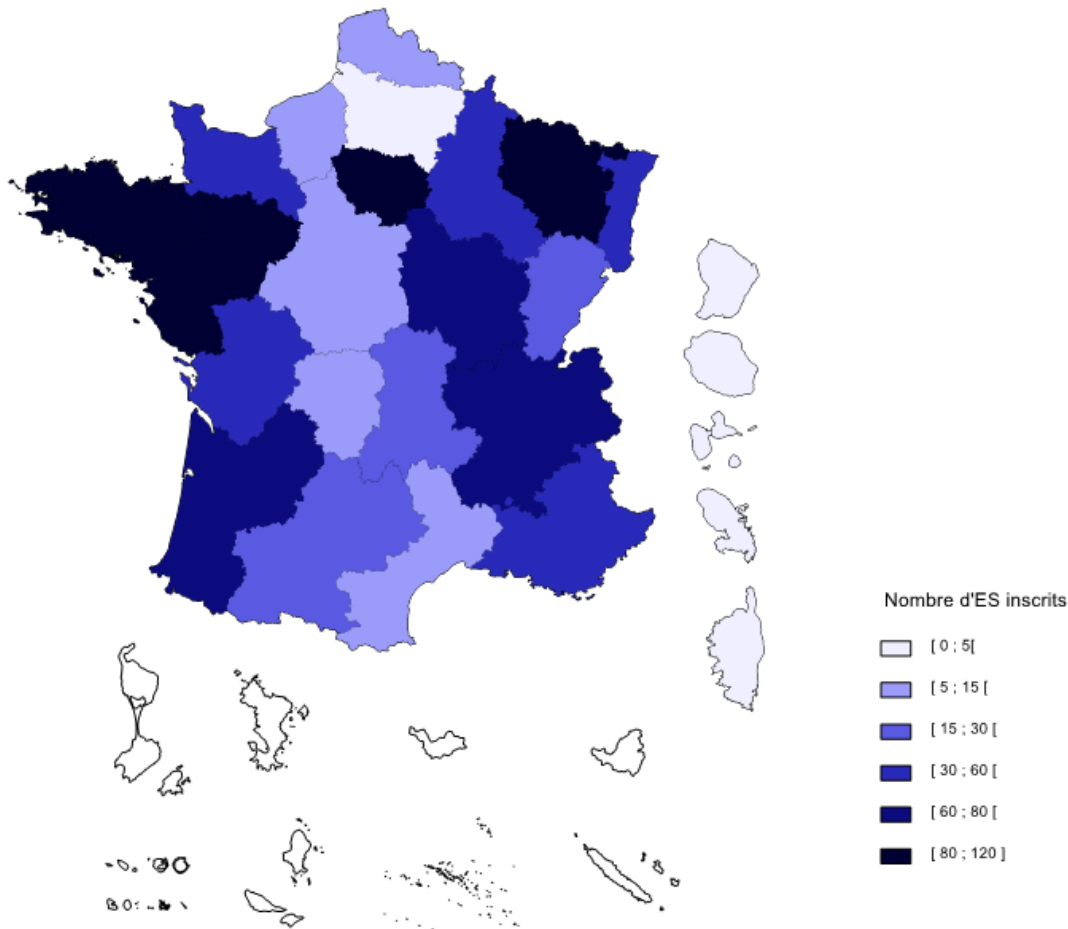 Nombre d'ES inscrits
[ 0 ; 5[
[ 5 ; 15 [
[ 15 ; 30 [
[ 30 ; 60 [
[ 60 ; 80 [
[ 80 ; 120 ]